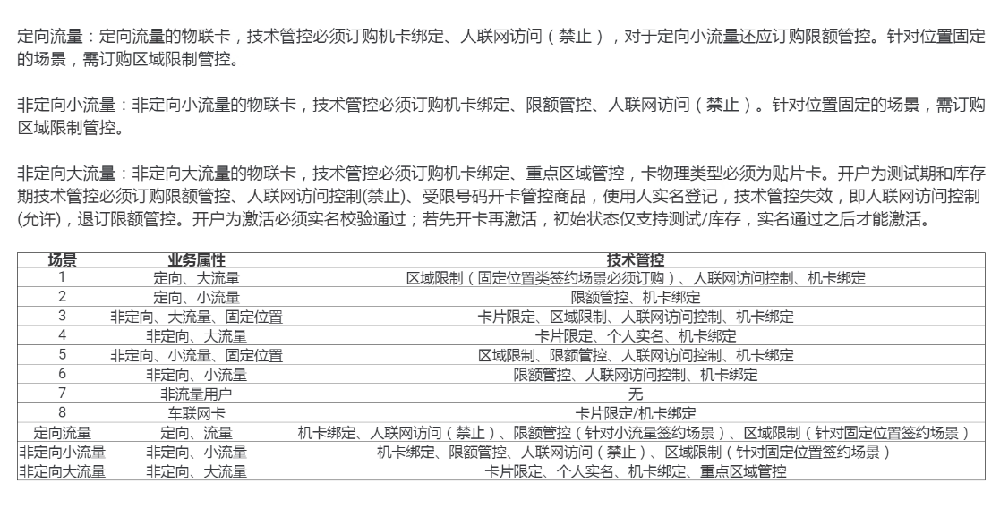 定向流量：定向流量的物联卡，技术管控必须订购机卡绑定、人联网访问（禁止），对于定向小流量还应订购限额管控。针对位置固定
的场景，需订购区域限制管控。
非定向小流量：非定向小流量的物联卡，技术管控必须订购机卡绑定、限额管控、人联网访问（禁止）。针对位置固定的场景，需订购
区域限制管控。
非定向大流量：非定向大流量的物联卡，技术管控必须订购机卡绑定、重点区域管控，卡物理类型必须为贴片卡。开户为测试期和库存
期技术管控必须订购限额管控、人联网访问控制(禁止)、受限号码开卡管控商品，使用人实名登记，技术管控失效，即人联网访问控制
(允许)，退订限额管控。开户为激活必须实名校验通过；若先开卡再激活，初始状态仅支持测试/库存，实名通过之后才能激活。
场景 业务属性 技术管控
1 定向、大流量 区域限制（固定位置类签约场景必须订购）、人联网访问控制、机卡绑定
2 定向、小流量 限额管控、机卡绑定
3 非定向、大流量、固定位置 卡片限定、区域限制、人联网访问控制、机卡绑定
4 非定向、大流量 卡片限定、个人实名、机卡绑定
5 非定向、小流量、固定位置 区域限制、限额管控、人联网访问控制、机卡绑定
6 非定向、小流量 限额管控、人联网访问控制、机卡绑定
7 非流量用户 无
8 车联网卡 卡片限定/机卡绑定
定向流量 定向、流量 机卡绑定、人联网访问（禁止）、限额管控（针对小流量签约场景）、区域限制（针对固定位置签约场景）
非定向小流量 非定向、小流量 机卡绑定、限额管控、人联网访问（禁止）、区域限制（针对固定位置签约场景）
非定向大流量 非定向、大流量 卡片限定、个人实名、机卡绑定、重点区域管控